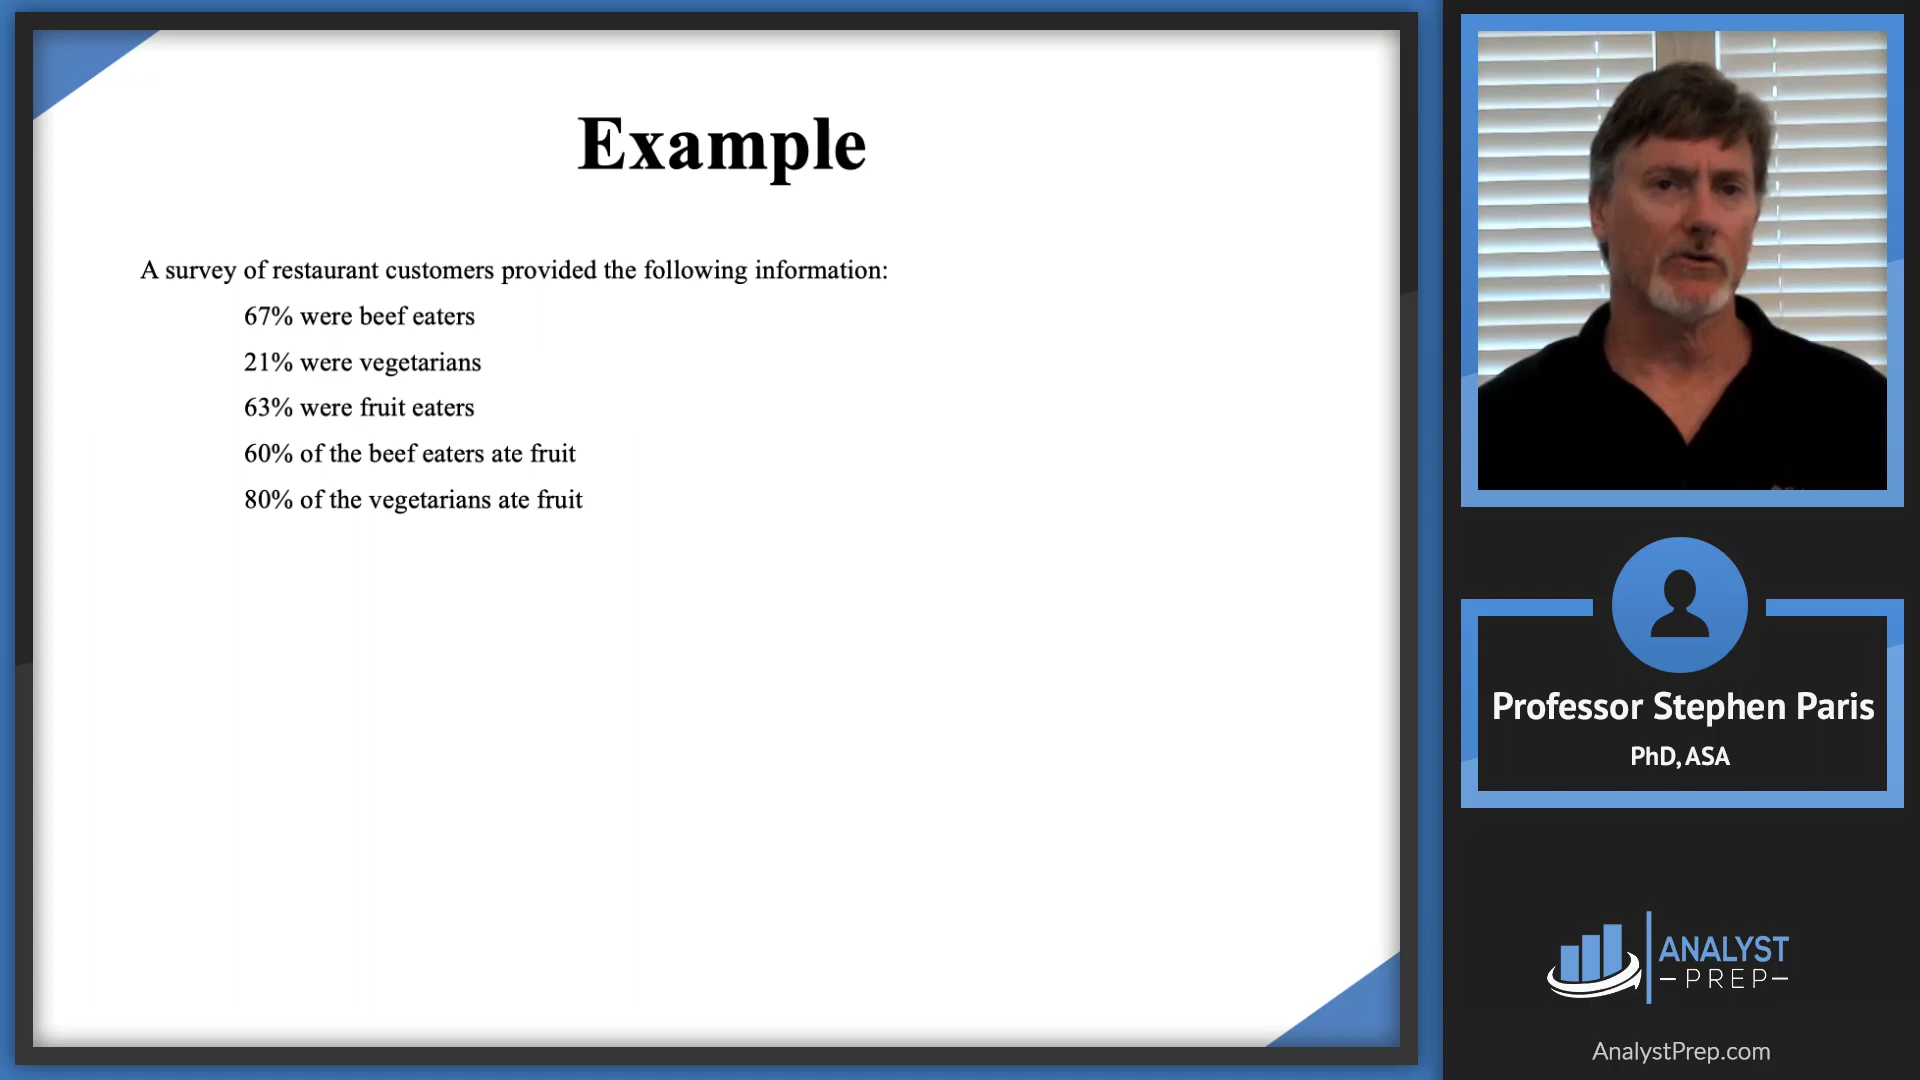 Example
A survey of restaurant customers provided the following information:
67% were beef eaters
21% were vegetarians
63% were fruit eaters
60% of the beef eaters ate fruit
80% of the vegetarians ate fruit
Professor Stephen Paris
PhD, ASA
ANALYST
PREP
AnalystPrep.com